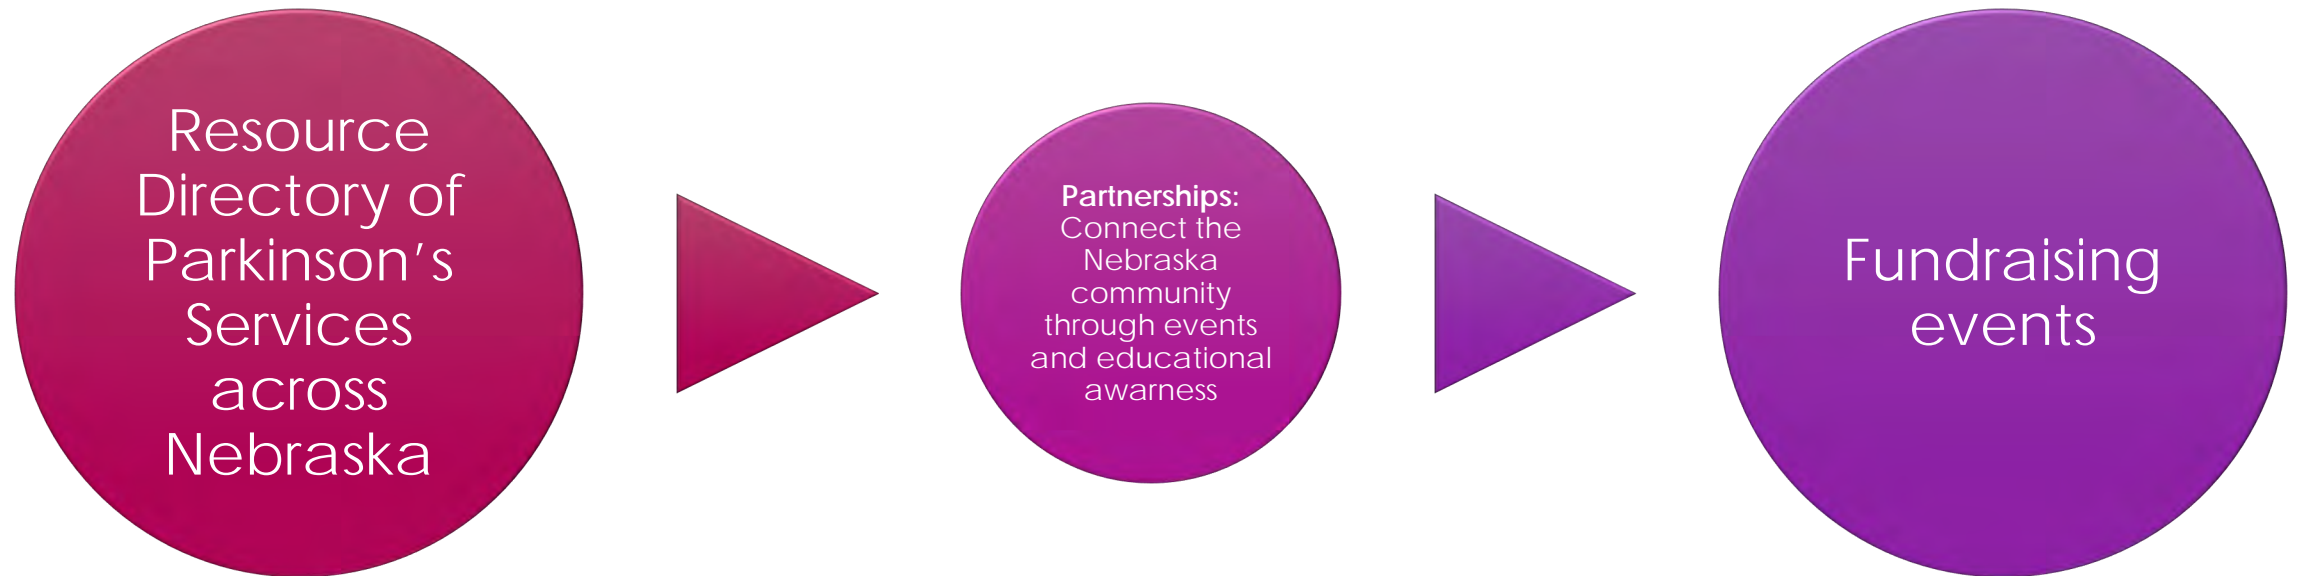 Resource
Directory of
Parkinson’s
Services
across
Nebraska
Partnerships:
Connect the
Nebraska
community
through events
and educational
awarness
Fundraising
events